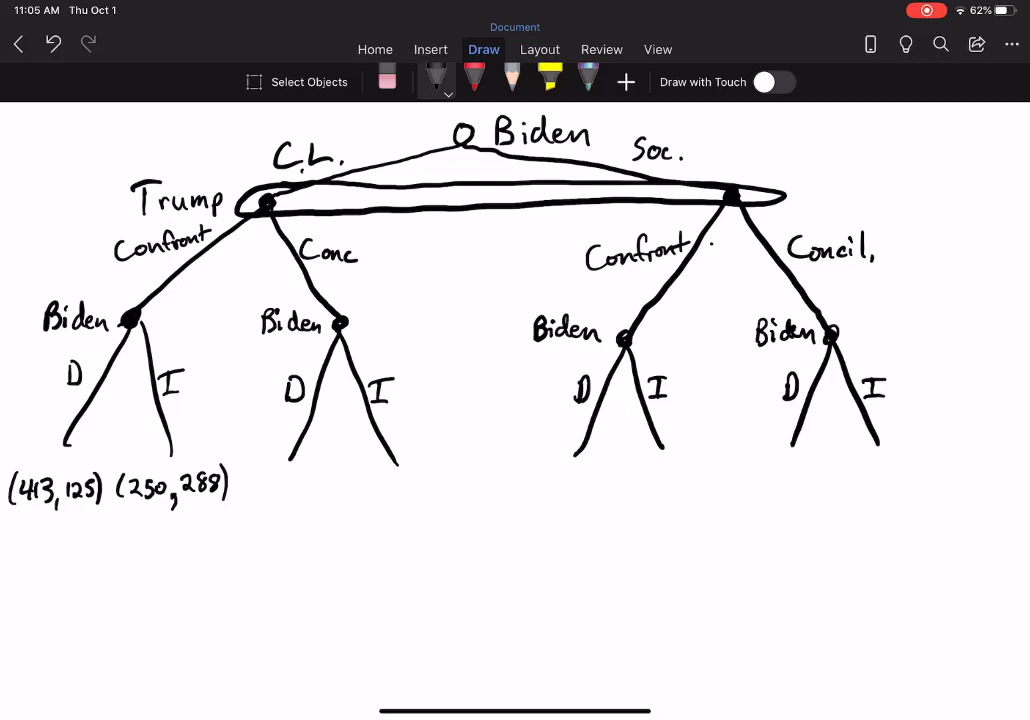 11:05 AM Thu Oct 1
62%
Document
Home Insert Draw Layout Review View
Select Objects
Draw with Touch
Biden
C.L.
Soc.
Trump
Confront
Conc
Confront
Concil.
Biden
Biden
Biden
Biden
D I
D I
D I
D I
(413, 125) (250, 288)